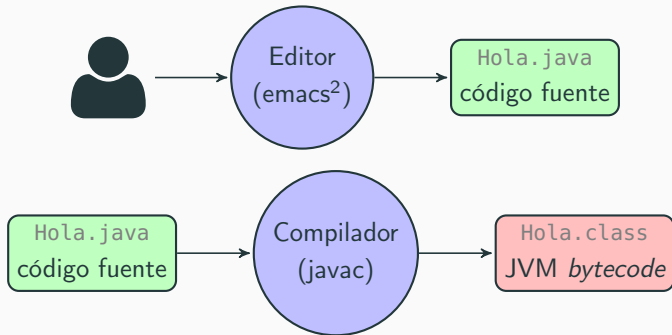 Editor
(emacs²)
Hola.java
código fuente
Hola.java
código fuente
Compilador
(javac)
Hola.class
JVM bytecode